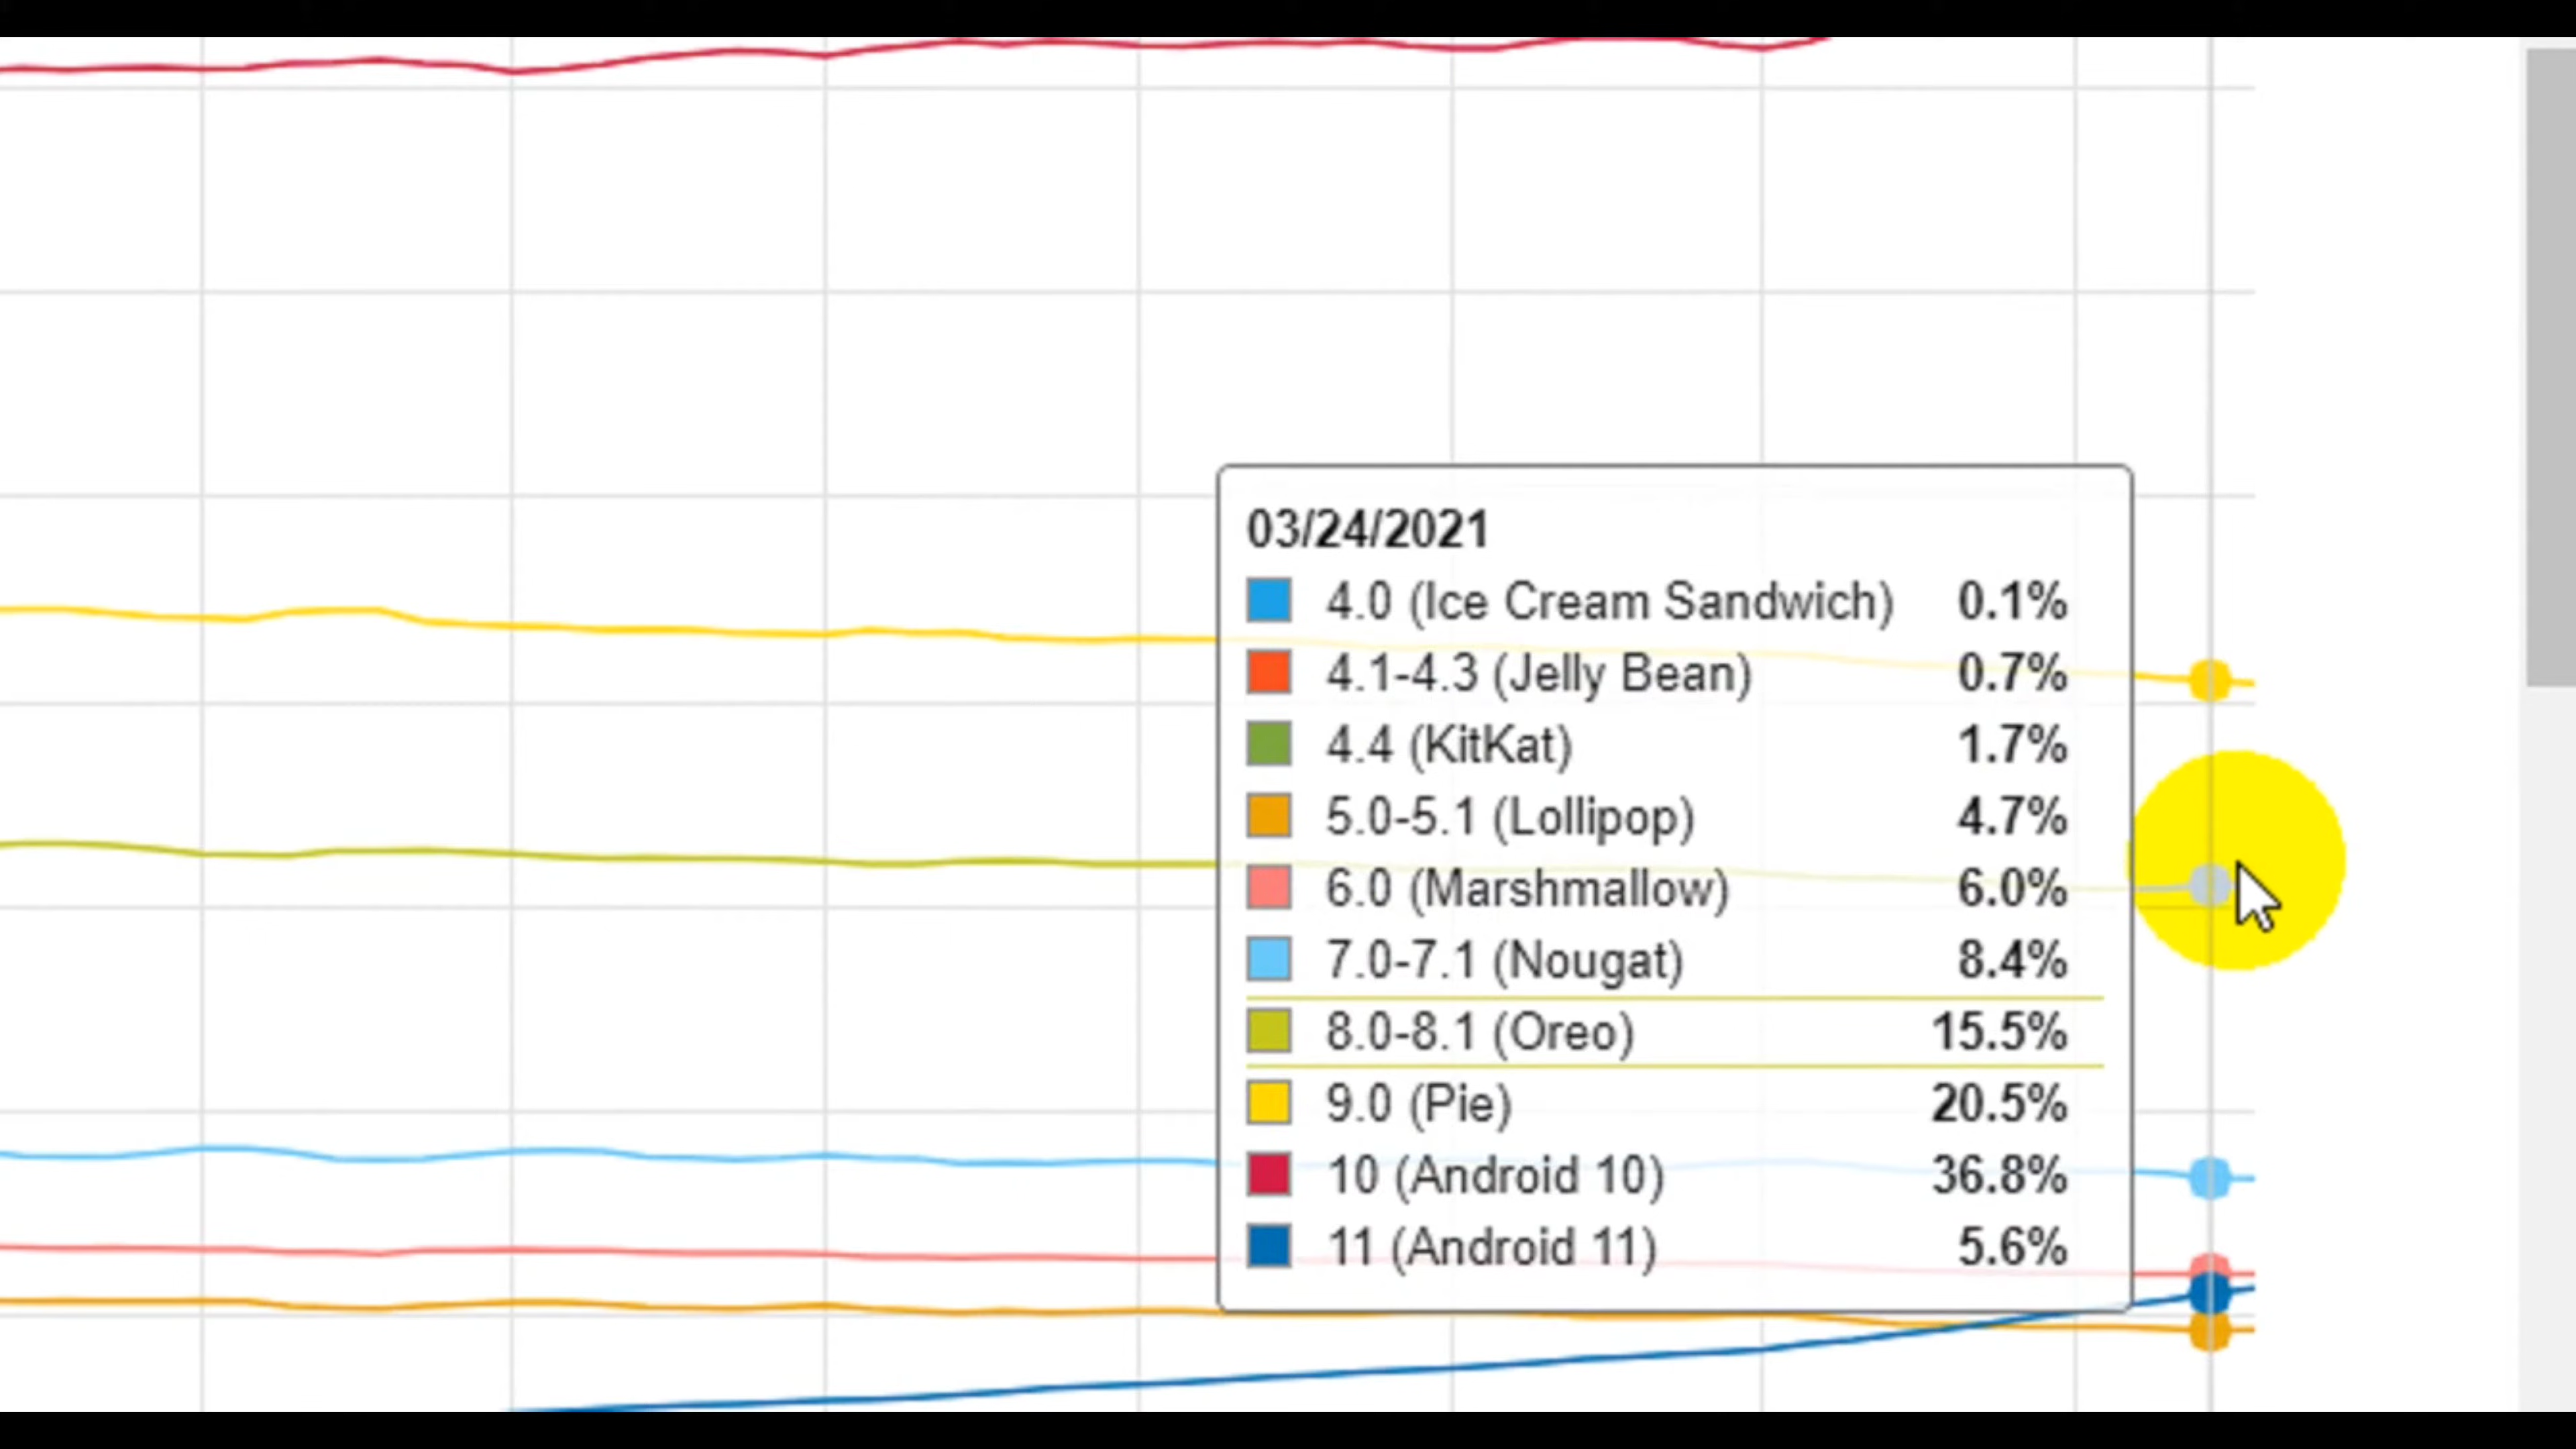 03/24/2021
4.0 (Ice Cream Sandwich) 0.1%
4.1-4.3 (Jelly Bean) 0.7%
4.4 (KitKat) 1.7%
5.0-5.1 (Lollipop) 4.7%
6.0 (Marshmallow) 6.0%
7.0-7.1 (Nougat) 8.4%
8.0-8.1 (Oreo) 15.5%
9.0 (Pie) 20.5%
10 (Android 10) 36.8%
11 (Android 11) 5.6%